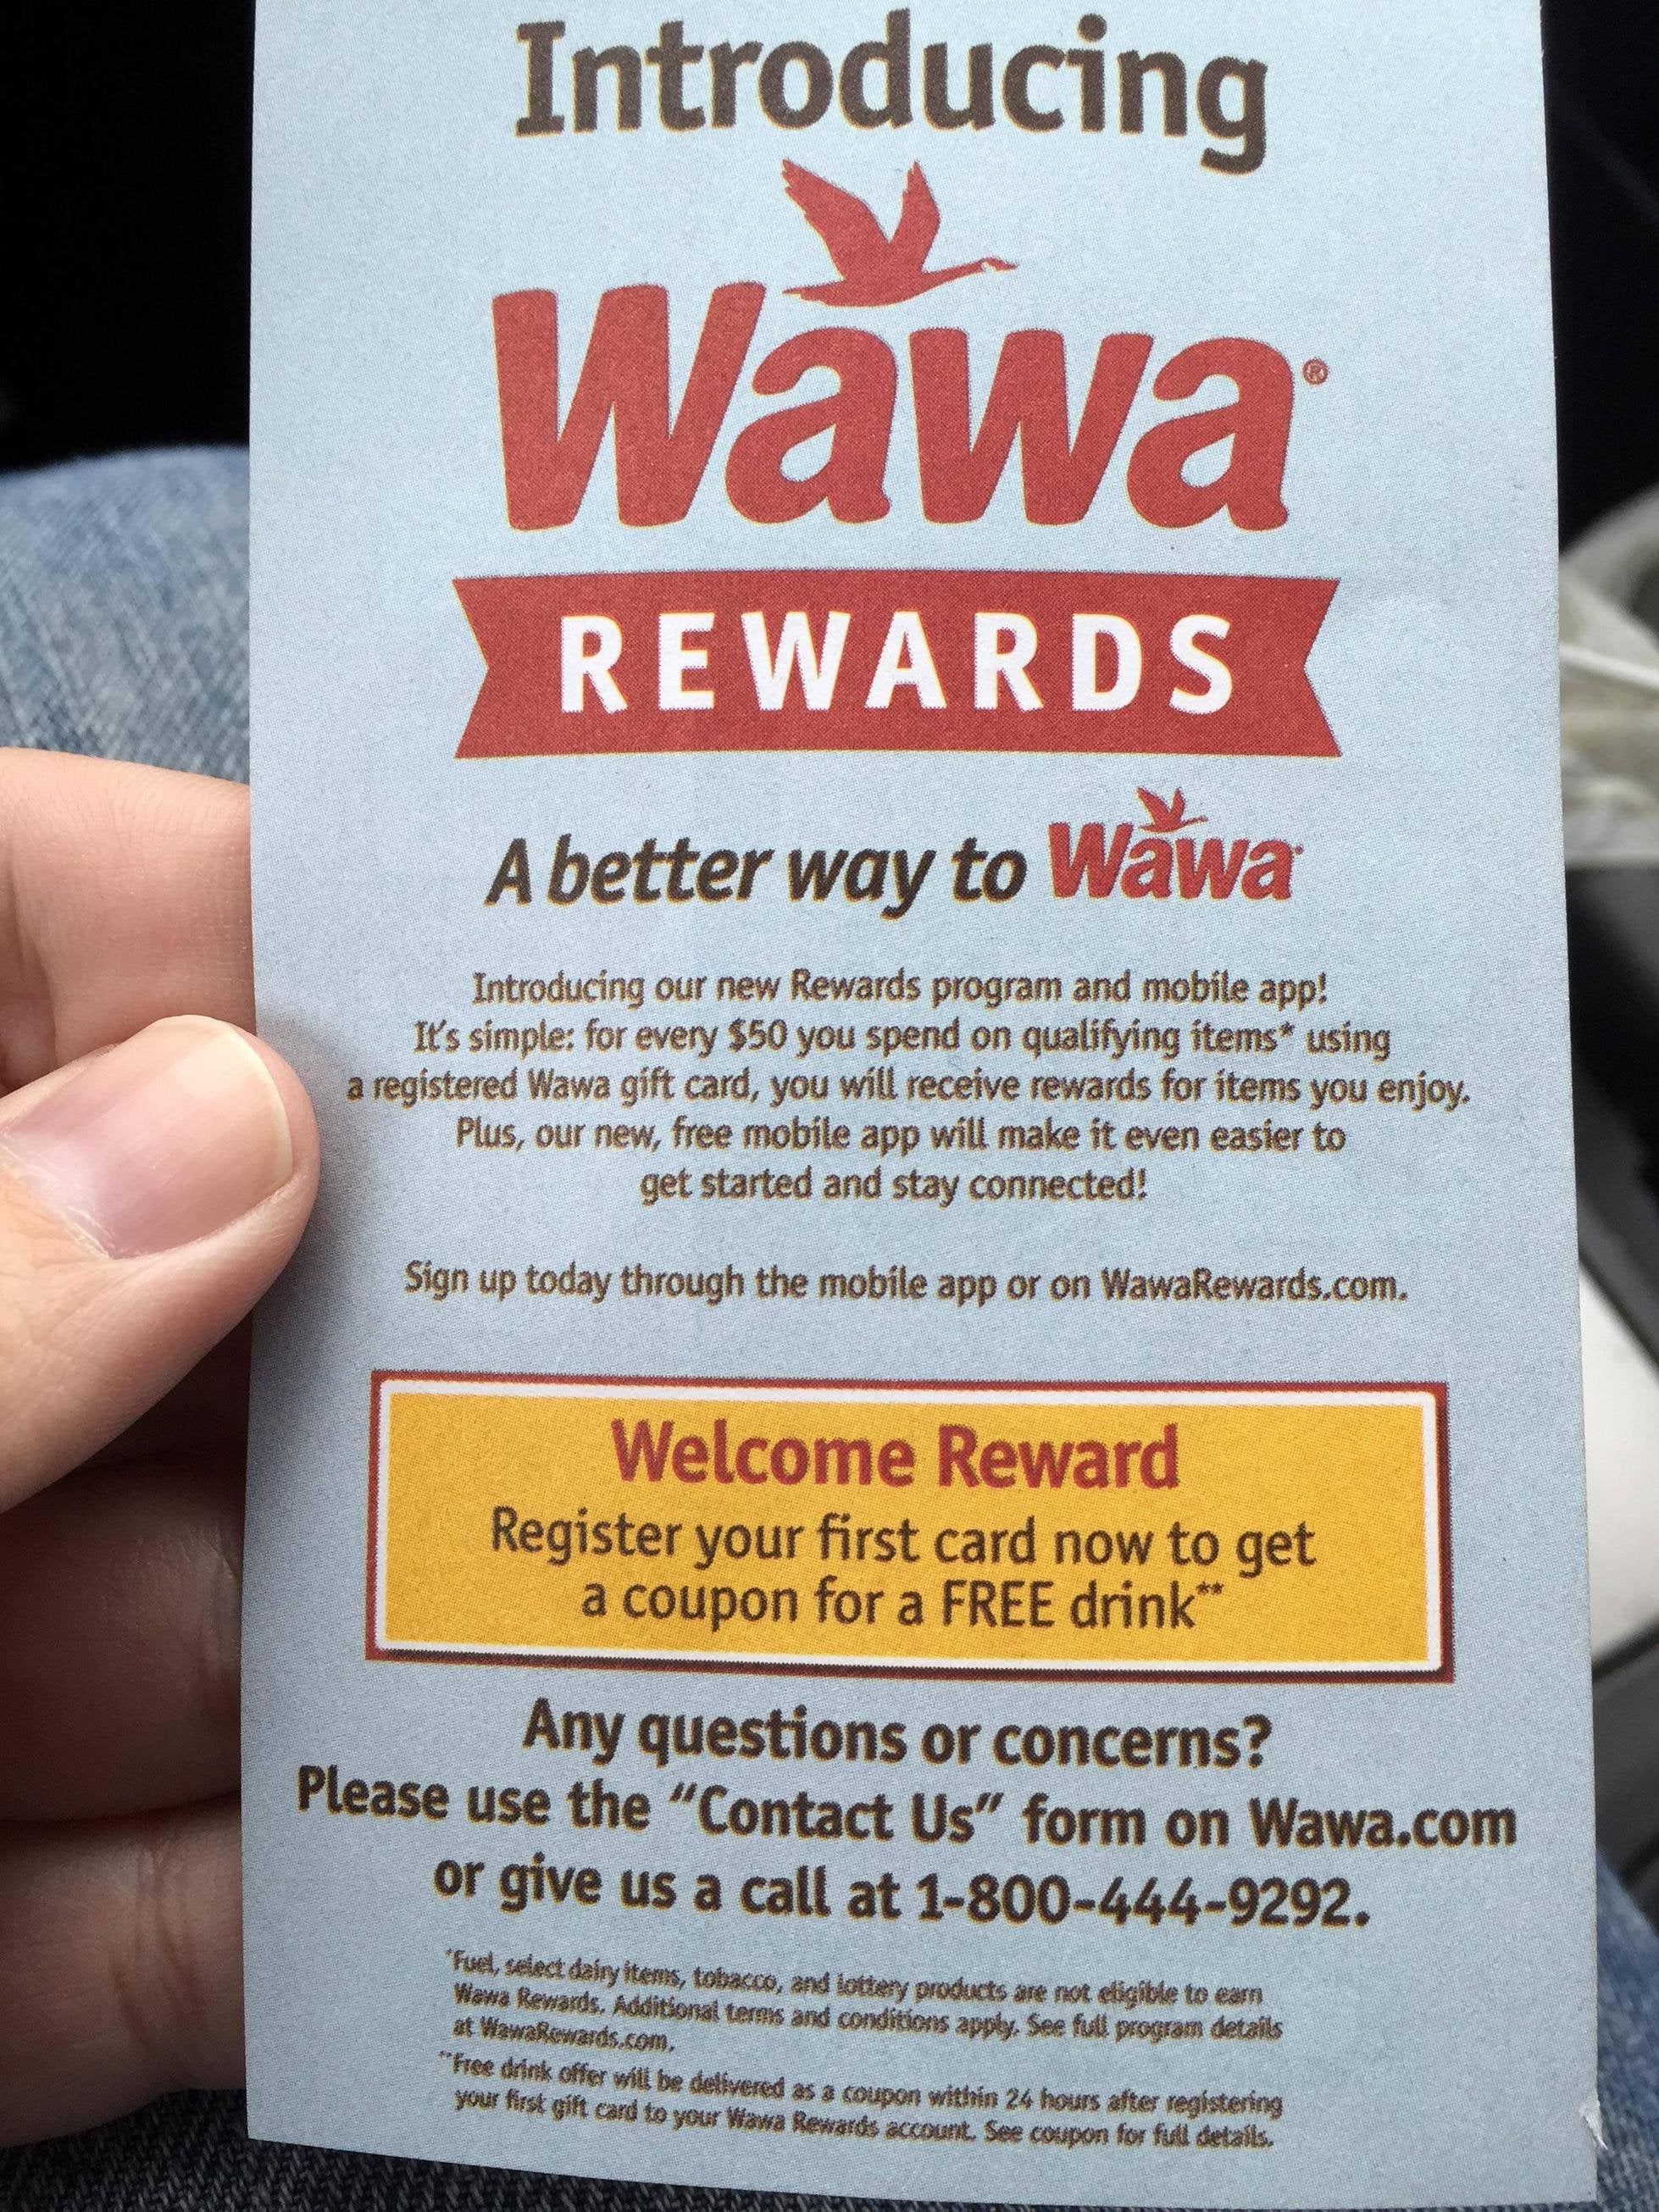 Introducing
Wawa®
REWARDS
A better way to Wawa
Introducing our new Rewards program and mobile app!
It's simple: for every $50 you spend on qualifying items* using
a registered Wawa gift card, you will receive rewards for items you enjoy.
Plus, our new, free mobile app will make it even easier to
get started and stay connected!
Sign up today through the mobile app or on WawaRewards.com.
Welcome Reward
Register your first card now to get
a coupon for a FREE drink**
Any questions or concerns?
Please use the "Contact Us" form on Wawa.com
or give us a call at 1-800-444-9292.
*Fuel, select dairy items, tobacco, and lottery products are not eligible to earn
Wawa Rewards. Additional terms and conditions apply. See full program details
at WawaRewards.com.
**Free drink offer will be delivered as a coupon within 24 hours after registering
your first gift card to your Wawa Rewards account. See coupon for full details.